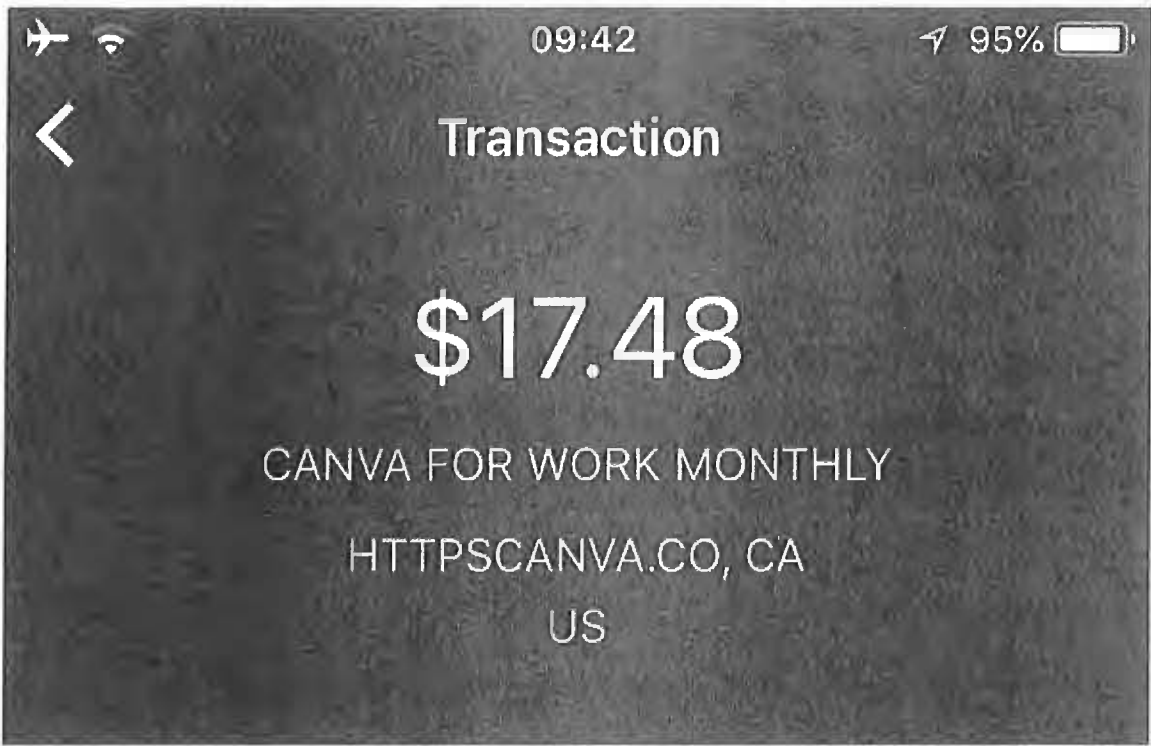 09:42 95%
Transaction
$17.48
CANVA FOR WORK MONTHLY
HTTPSCANVA.CO, CA
US